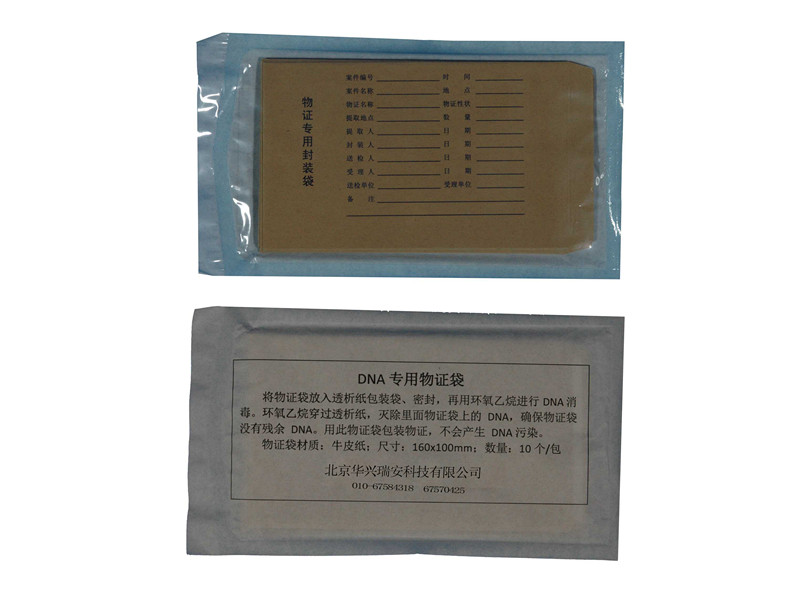 物证专用封装袋
案件编号 时 间
案件名称 地 点
物证名称 物证性状
提取地点 数 量
提 取 人 日 期
封 装 人 日 期
送 检 人 日 期
受 理 人 日 期
送检单位 受理单位
备 注
DNA 专用物证袋
将物证袋放入透析纸包装袋、密封，再用环氧乙烷进行 DNA 消
毒。环氧乙烷穿过透析纸，灭除里面物证袋上的 DNA，确保物证袋
没有残余 DNA。用此物证袋包装物证，不会产生 DNA 污染。
物证袋材质：牛皮纸；尺寸：160x100mm；数量：10 个/包
北京华兴瑞安科技有限公司
010-67584318 67570425